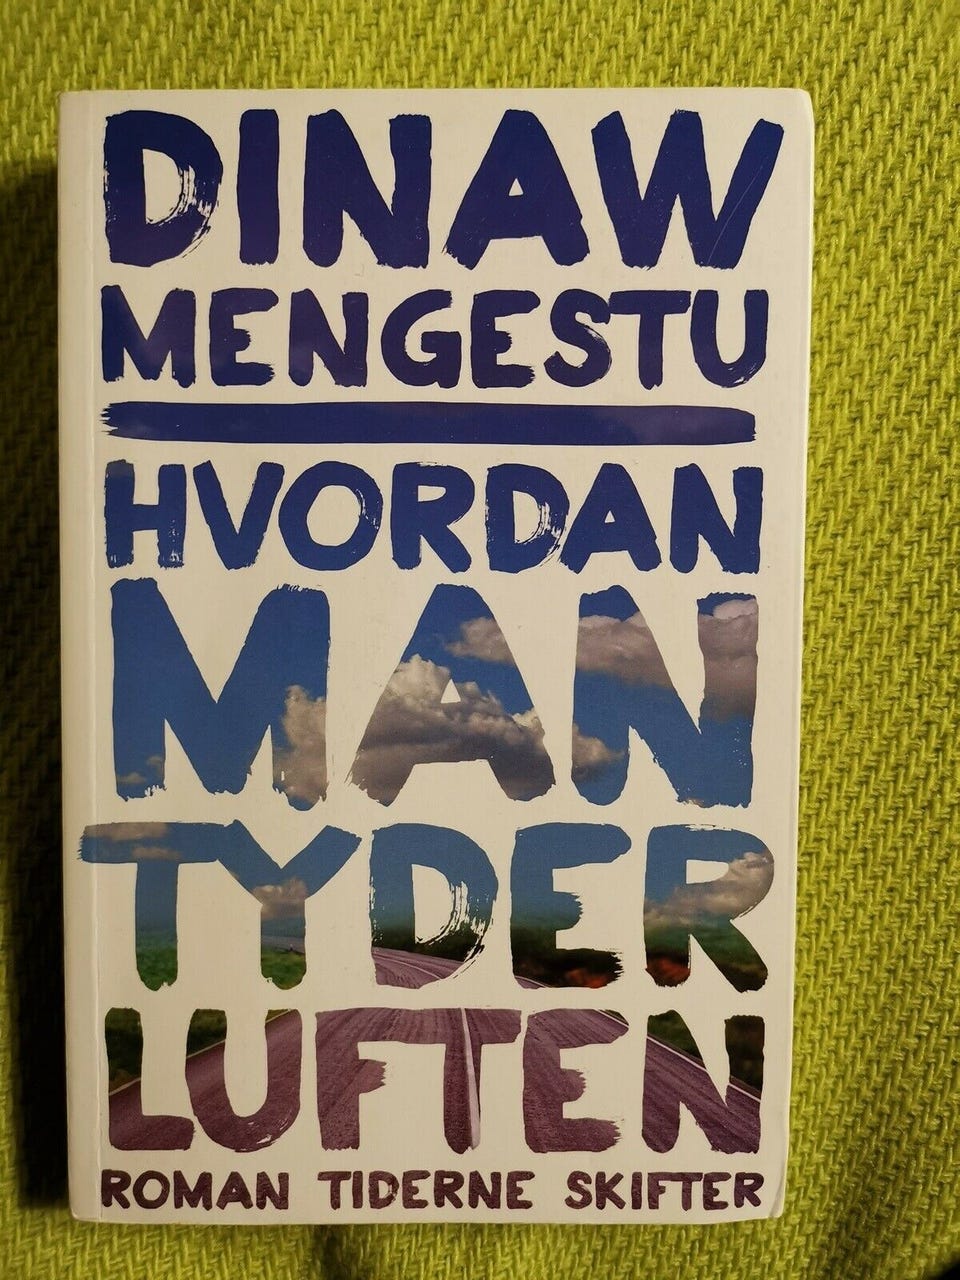 DINAW
MENGESTU
HVORDAN
MAN
TYDER
LUFTEN
ROMAN TIDERNE SKIFTER